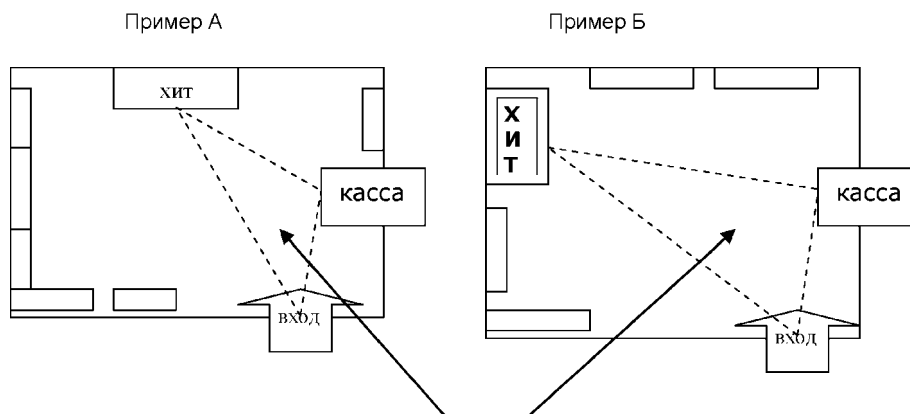 Пример А
хит
касса
вход
Пример Б
Х
И
Т
касса
вход